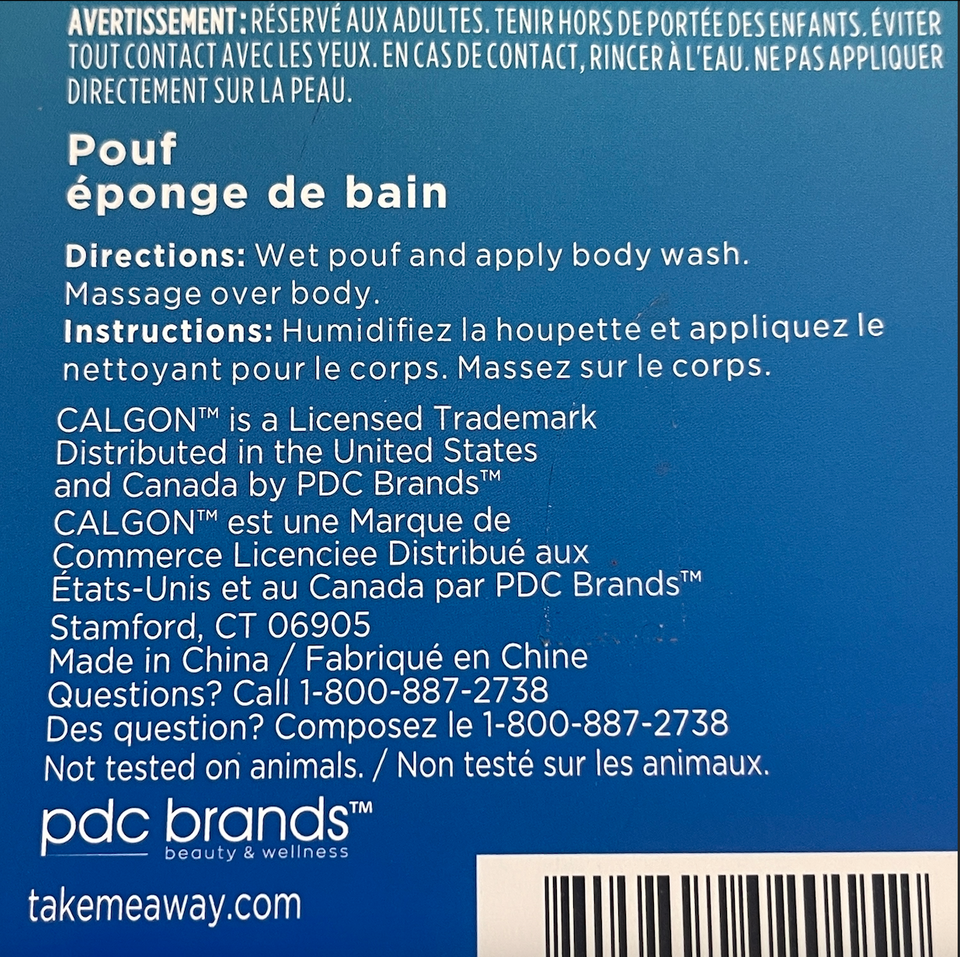 AVERTISSEMENT: RÉSERVÉ AUX ADULTES. TENIR HORS DE PORTÉE DES ENFANTS. ÉVITER
TOUT CONTACT AVEC LES YEUX. EN CAS DE CONTACT, RINCER À L'EAU. NE PAS APPLIQUER
DIRECTEMENT SUR LA PEAU.
Pouf
éponge de bain
Directions: Wet pouf and apply body wash.
Massage over body.
Instructions: Humidifiez la houpette et appliquez le
nettoyant pour le corps. Massez sur le corps.
CALGON™ is a Licensed Trademark
Distributed in the United States
and Canada by PDC Brands™
CALGON™ est une Marque de
Commerce Licenciee Distribué aux
États-Unis et au Canada par PDC Brands™
Stamford, CT 06905
Made in China / Fabriqué en Chine
Questions? Call 1-800-887-2738
Des question? Composez le 1-800-887-2738
Not tested on animals. / Non testé sur les animaux.
pdc brands™
beauty & wellness
takemeaway.com